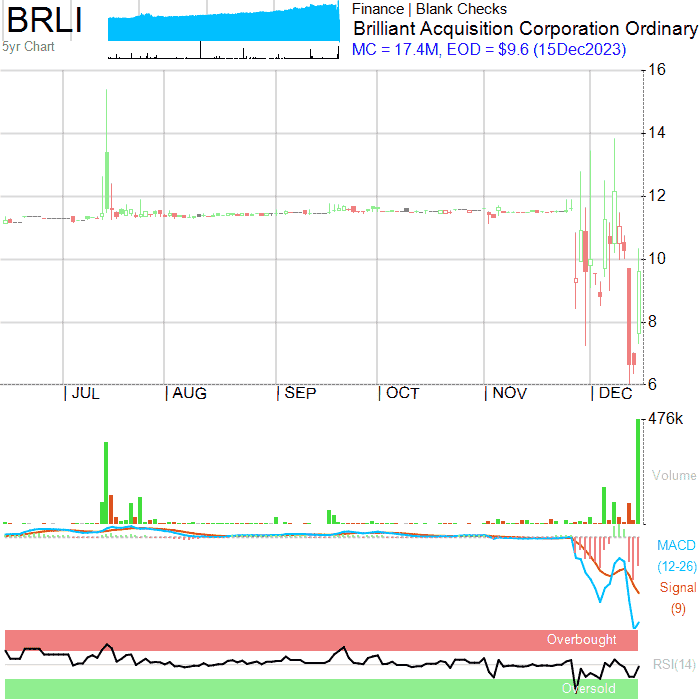 BRLI
5yr Chart
Finance | Blank Checks
Brilliant Acquisition Corporation Ordinary
MC = 17.4M, EOD = $9.6 (15Dec2023)
16
14
12
10
8
6
JUL
AUG
SEP
OCT
NOV
DEC
476k
Volume
MACD
(12-26)
Signal
(9)
Overbought
RSI(14)
Oversold